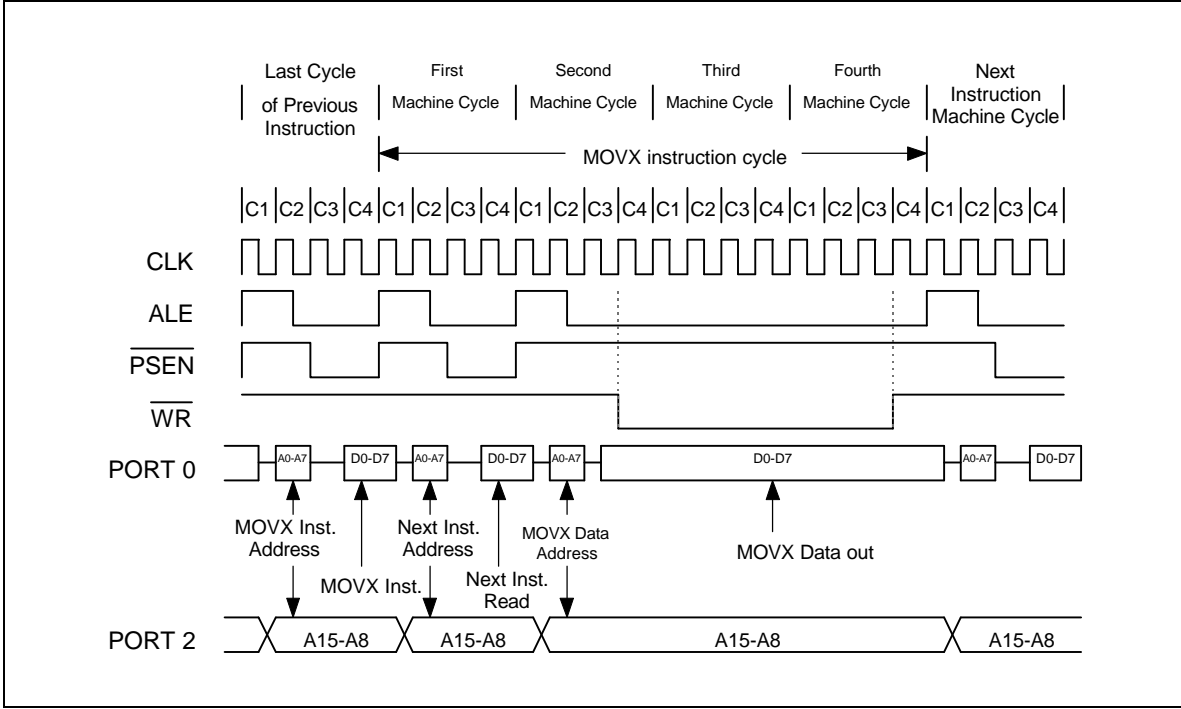 Last Cycle
of Previous
Instruction
First
Machine Cycle
Second
Machine Cycle
Third
Machine Cycle
Fourth
Machine Cycle
Next
Instruction
Machine Cycle
MOVX instruction cycle
C1 C2 C3 C4 C1 C2 C3 C4 C1 C2 C3 C4 C1 C2 C3 C4 C1 C2 C3 C4 C1 C2 C3 C4
CLK
ALE
PSEN
WR
PORT 0
A0-A7 D0-D7 A0-A7 D0-D7 A0-A7 D0-D7 A0-A7 D0-D7
MOVX Inst.
Address
MOVX Inst.
Next Inst.
Address
Next Inst.
Read
MOVX Data
Address
MOVX Data out
PORT 2
A15-A8 A15-A8 A15-A8 A15-A8